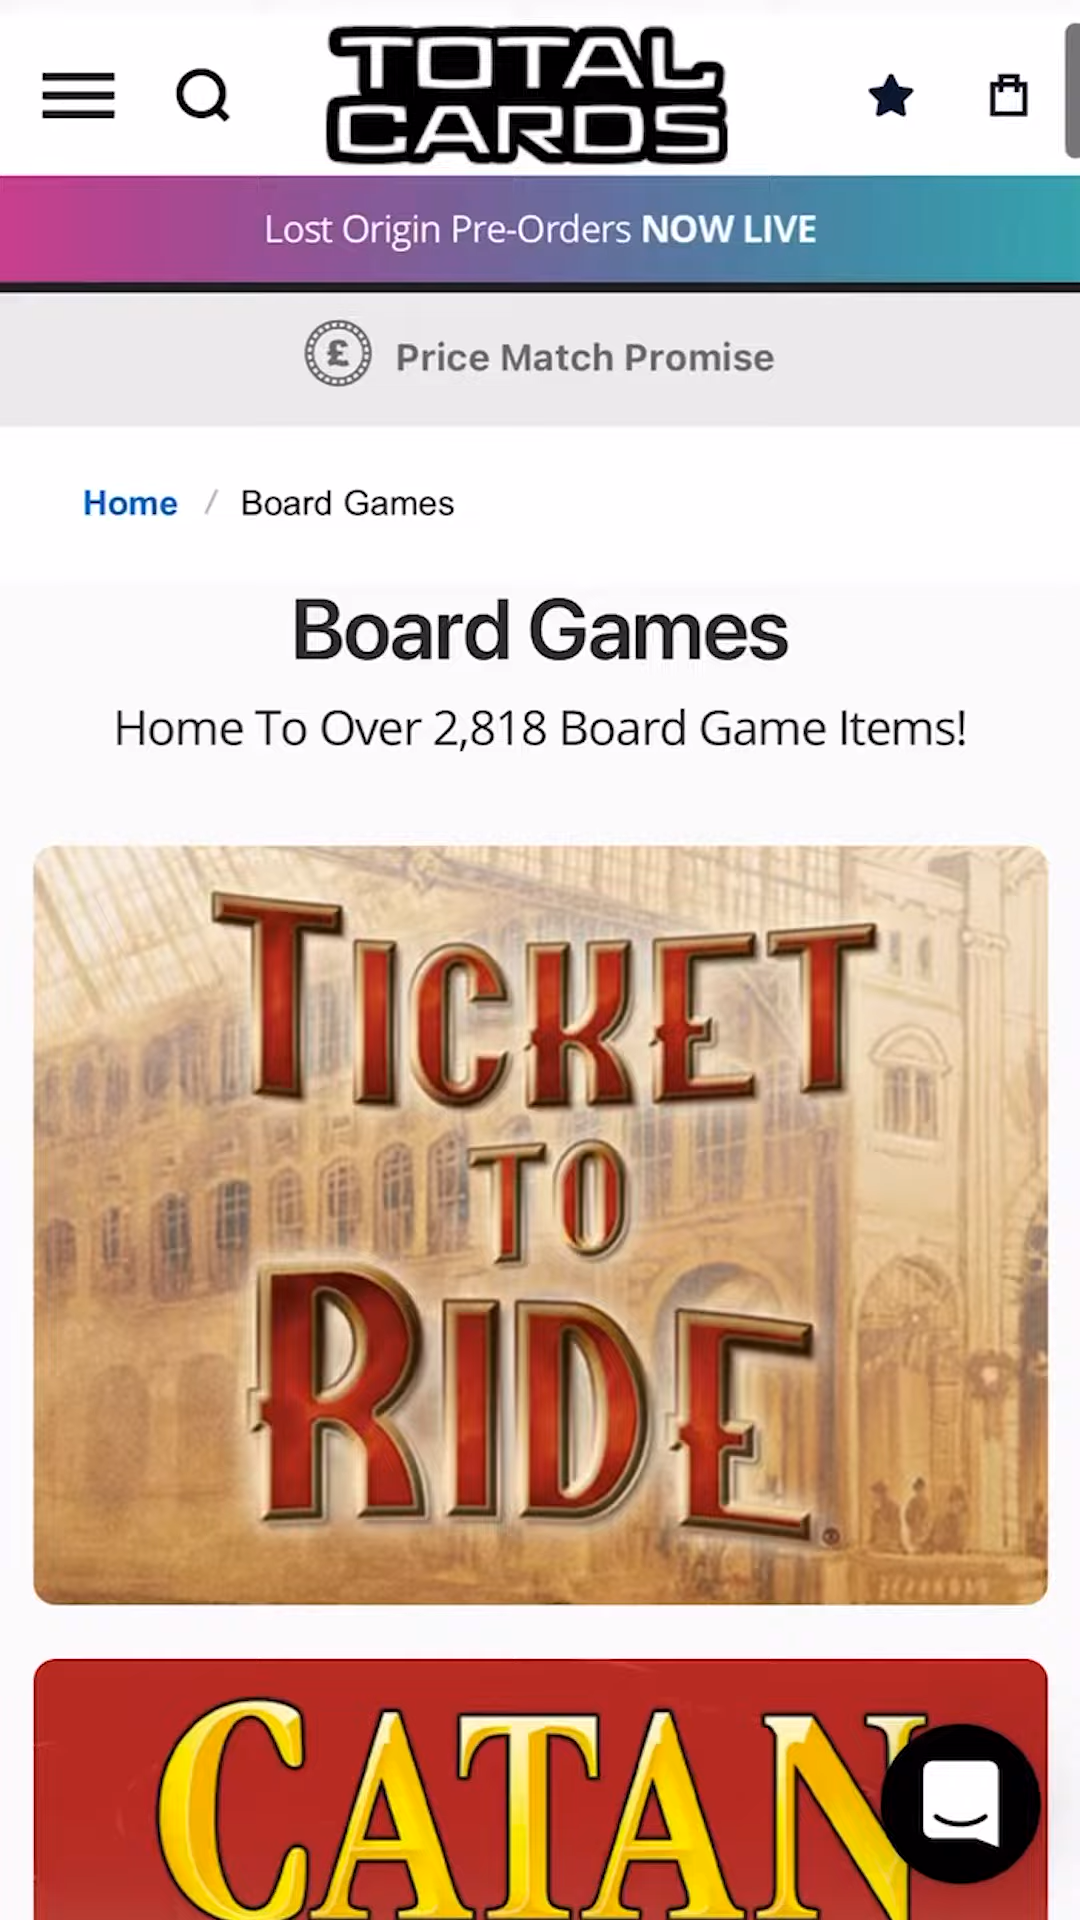 TOTAL
CARDS
Lost Origin Pre-Orders NOW LIVE
£ Price Match Promise
Home / Board Games
Board Games
Home To Over 2,818 Board Game Items!
TICKET
TO
RIDE®
CATAN